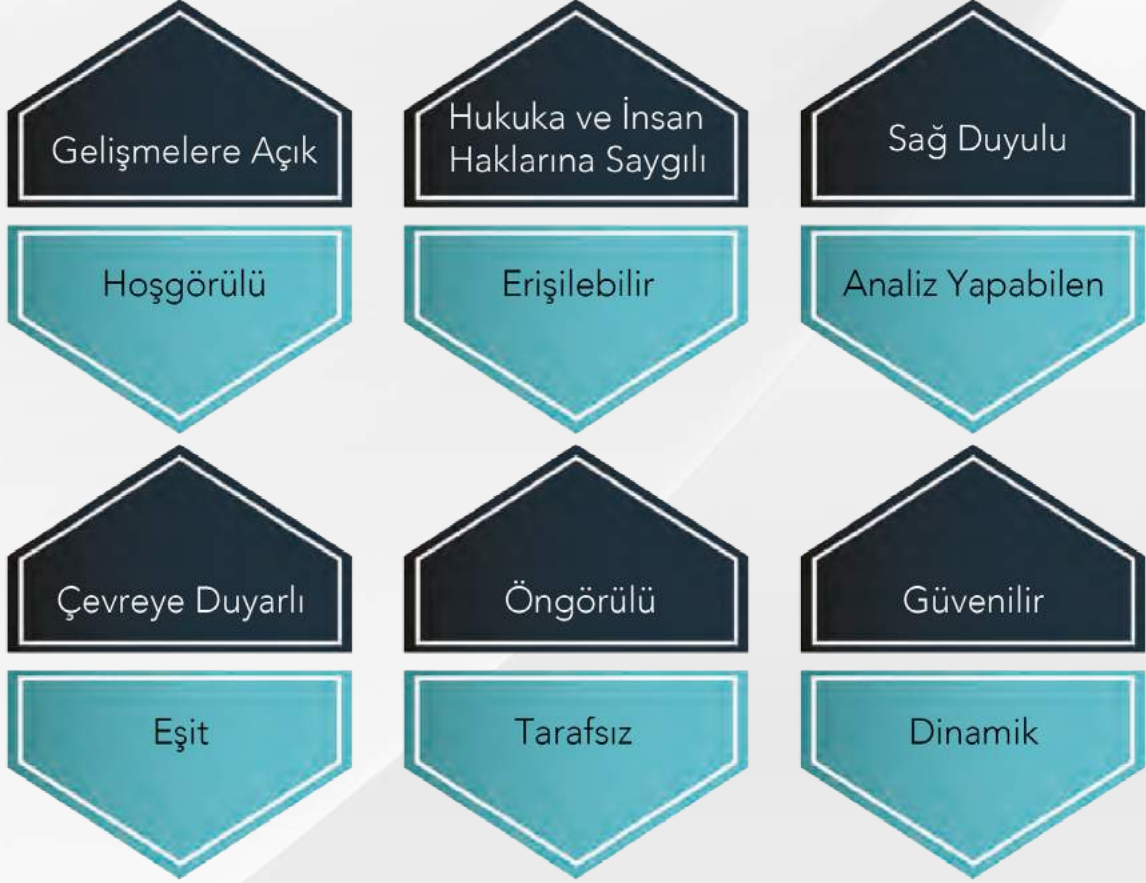 Gelişmelere Açık
Hukuka ve İnsan
Haklarına Saygılı
Sağ Duyulu
Hoşgörülü
Erişilebilir
Analiz Yapabilen
Çevreye Duyarlı
Öngörülü
Güvenilir
Eşit
Tarafsız
Dinamik